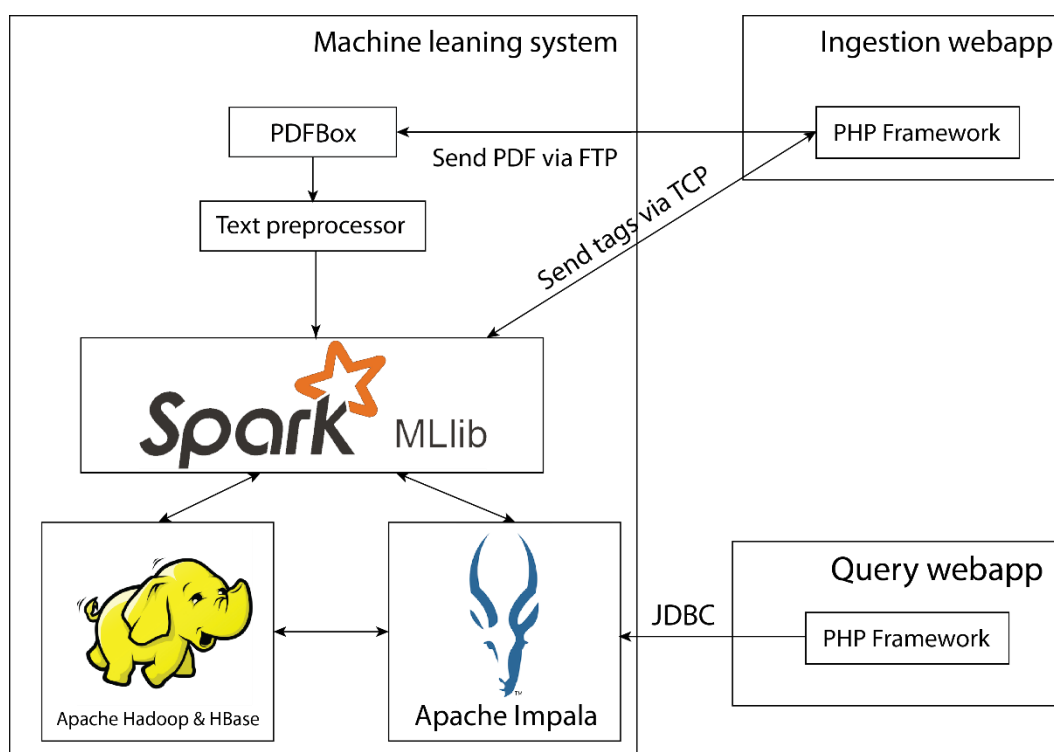 Machine leaning system
Ingestion webapp
PDFBox
PHP Framework
Send PDF via FTP
Text preprocessor
Send tags via TCP
Spark MLlib
Query webapp
JDBC
PHP Framework
Apache Hadoop & HBase
Apache Impala
TM